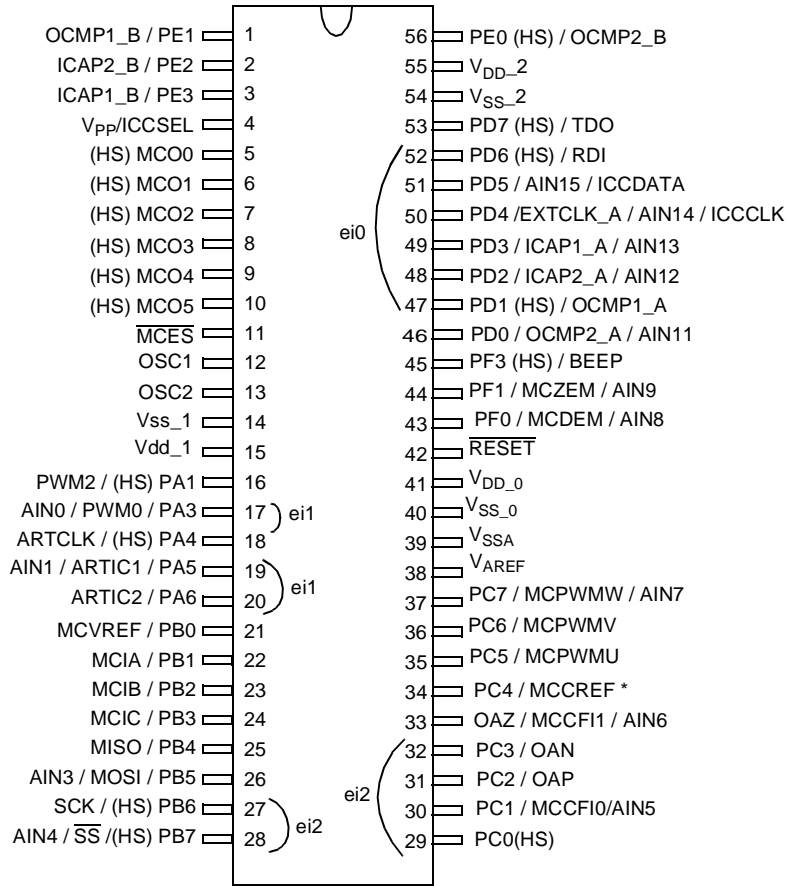 OCMP1_B / PE1 1
ICAP2_B / PE2 2
ICAP1_B / PE3 3
VPP/ICCSEL 4
(HS) MCO0 5
(HS) MCO1 6
(HS) MCO2 7
(HS) MCO3 8
(HS) MCO4 9
(HS) MCO5 10
MCES 11
OSC1 12
OSC2 13
Vss_1 14
Vdd_1 15
PWM2 / (HS) PA1 16
AIN0 / PWM0 / PA3 17
ARTCLK / (HS) PA4 18
ei1
AIN1 / ARTIC1 / PA5 19
ARTIC2 / PA6 20
ei1
MCVREF / PB0 21
MCIA / PB1 22
MCIB / PB2 23
MCIC / PB3 24
MISO / PB4 25
AIN3 / MOSI / PB5 26
SCK / (HS) PB6 27
AIN4 / SS /(HS) PB7 28
ei2
56 PE0 (HS) / OCMP2_B
55 VDD_2
54 VSS_2
53 PD7 (HS) / TDO
52 PD6 (HS) / RDI
51 PD5 / AIN15 / ICCDATA
50 PD4 /EXTCLK_A / AIN14 / ICCCLK
ei0
49 PD3 / ICAP1_A / AIN13
48 PD2 / ICAP2_A / AIN12
47 PD1 (HS) / OCMP1_A
46 PD0 / OCMP2_A / AIN11
45 PF3 (HS) / BEEP
44 PF1 / MCZEM / AIN9
43 PF0 / MCDEM / AIN8
42 RESET
41 VDD_0
40 VSS_0
39 VSSA
38 VAREF
37 PC7 / MCPWMW / AIN7
36 PC6 / MCPWMV
35 PC5 / MCPWMU
34 PC4 / MCCREF *
33 OAZ / MCCFI1 / AIN6
32 PC3 / OAN
31 PC2 / OAP
ei2
30 PC1 / MCCFI0/AIN5
29 PC0(HS)